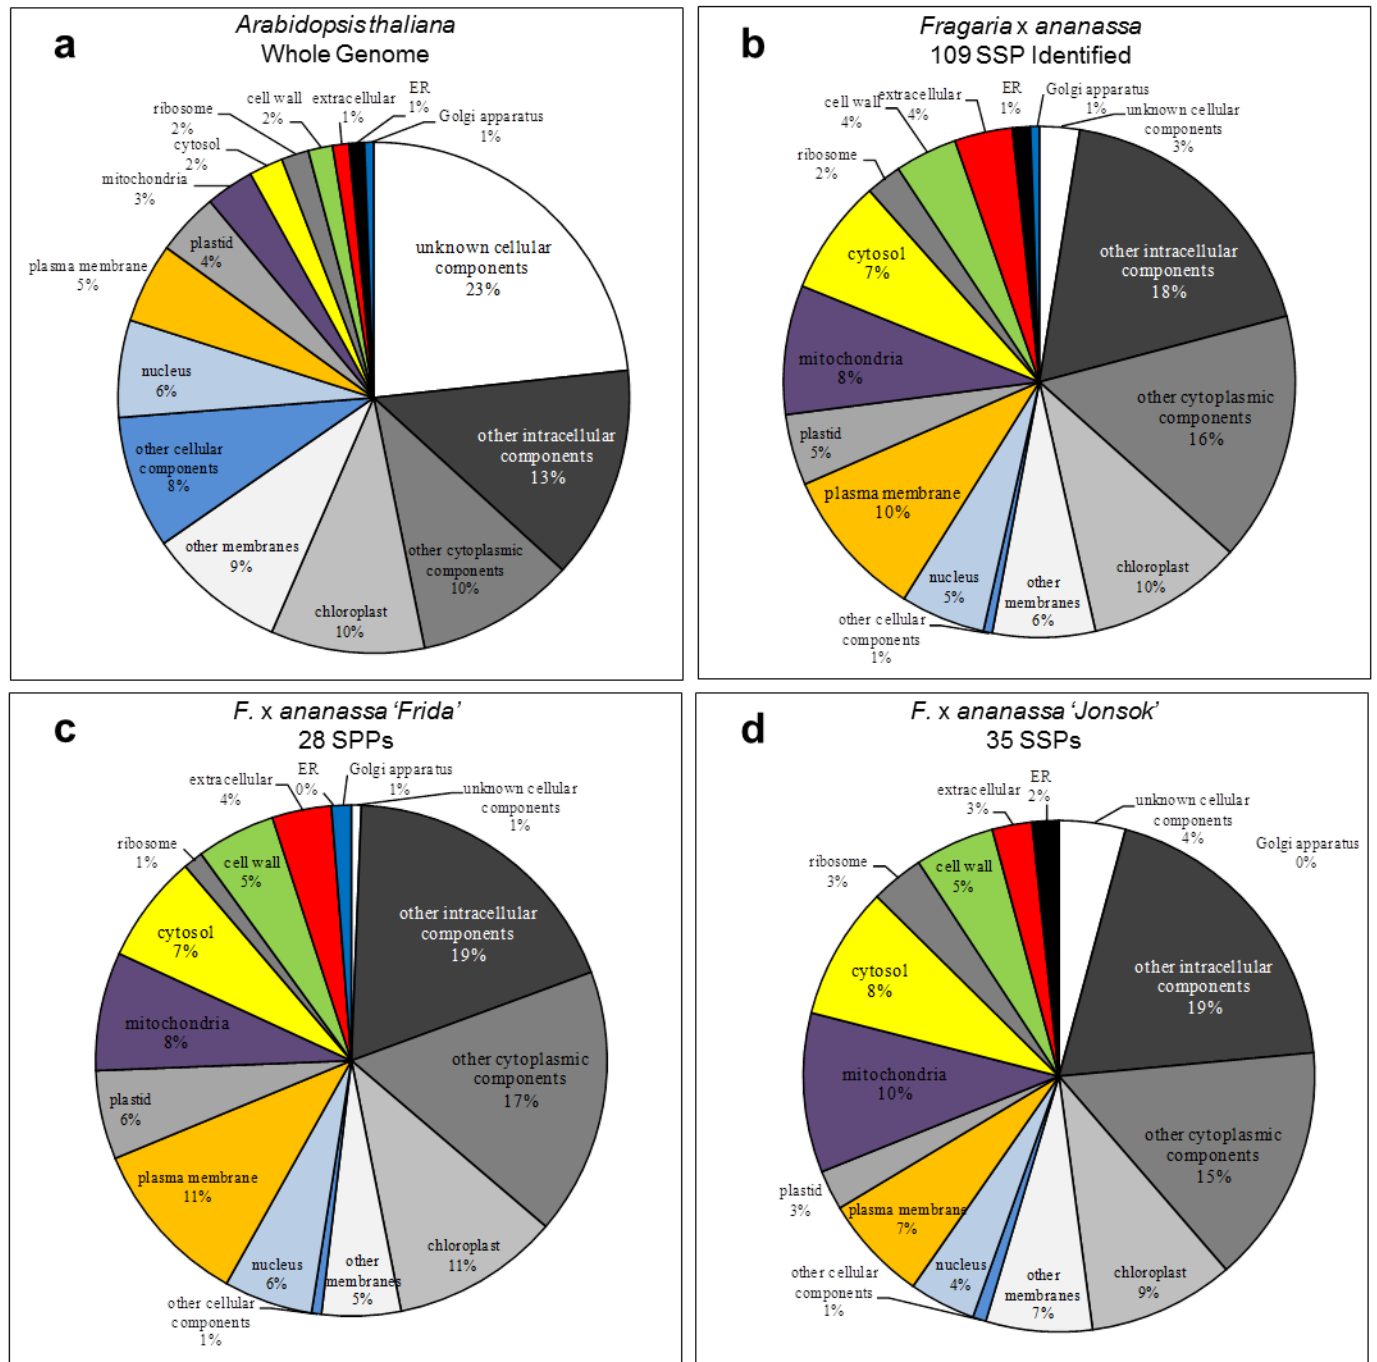 a
Arabidopsis thaliana
Whole Genome
ER
1%
cell wall
2%
extracellular
1%
ribosome
2%
Golgi apparatus
1%
cytosol
2%
mitochondria
3%
plastid
4%
plasma membrane
5%
nucleus
6%
other cellular
components
8%
other membranes
9%
chloroplast
10%
other cytoplasmic
components
10%
other intracellular
components
13%
unknown cellular
components
23%
b
Fragaria x ananassa
109 SSP Identified
ER
1%
Golgi apparatus
1%
unknown cellular
components
3%
extracellular
4%
cell wall
4%
ribosome
2%
cytosol
7%
mitochondria
8%
plastid
5%
plasma membrane
10%
nucleus
5%
other cellular
components
1%
other
membranes
6%
chloroplast
10%
other cytoplasmic
components
16%
other intracellular
components
18%
c
F. x ananassa ‘Frida’
28 SPPs
ER
0%
Golgi apparatus
1%
unknown cellular
components
1%
extracellular
4%
ribosome
1%
cell wall
5%
cytosol
7%
mitochondria
8%
plastid
6%
plasma membrane
11%
nucleus
6%
other cellular
components
1%
other
membranes
5%
chloroplast
11%
other cytoplasmic
components
17%
other intracellular
components
19%
d
F. x ananassa ‘Jonsok’
35 SSPs
ER
2%
extracellular
3%
unknown cellular
components
4%
Golgi apparatus
0%
ribosome
3%
cell wall
5%
cytosol
8%
mitochondria
10%
plastid
3%
plasma membrane
7%
nucleus
4%
other cellular
components
1%
other
membranes
7%
chloroplast
9%
other cytoplasmic
components
15%
other intracellular
components
19%